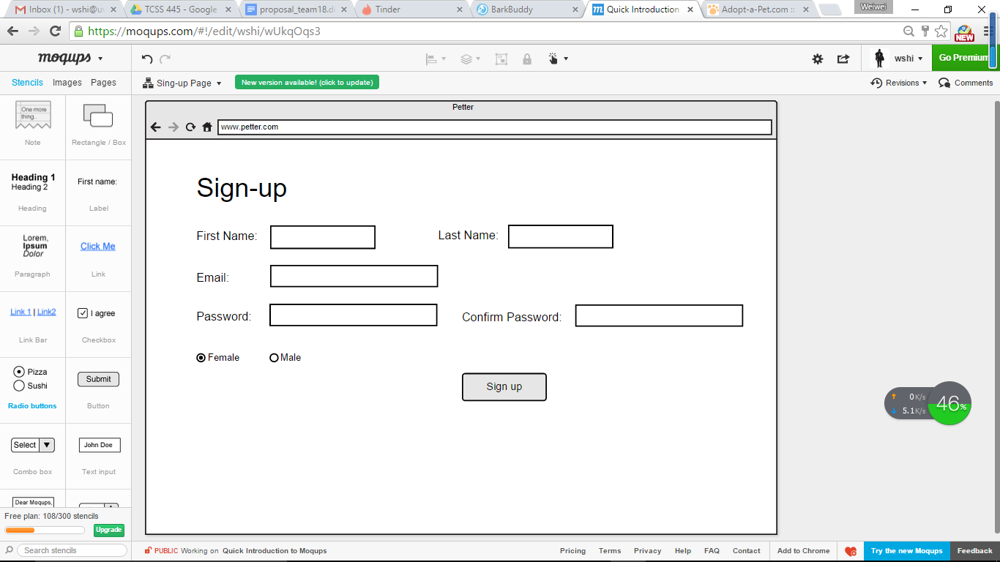 Inbox (1) - wshi@uw
TCSS 445 - Google
proposal_team18.d
Tinder
BarkBuddy
Quick Introduction
Adopt-a-Pet.com ::
Weiwei
https://moqups.com/#!/edit/wshi/wUkqOqs3
NEW
moqups
wshi
Go Premium
Stencils Images Pages
Sing-up Page
New version available! (click to update)
Revisions
Comments
One more
thing..
Note
Rectangle / Box
Heading 1
Heading 2
Heading
First name:
Label
Lorem,
Ipsum
Dolor
Paragraph
Click Me
Link
Link 1 | Link2
Link Bar
I agree
Checkbox
Pizza
Sushi
Radio buttons
Submit
Button
Select
Combo box
John Doe
Text input
Dear Moqups,
Free plan: 108/300 stencils
Upgrade
Search stencils
Petter
www.petter.com
Sign-up
First Name:
Last Name:
Email:
Password:
Confirm Password:
Female
Male
Sign up
0K/s
5.1K/s
46%
PUBLIC Working on Quick Introduction to Moqups
Pricing Terms Privacy Help FAQ Contact Add to Chrome
Try the new Moqups
Feedback